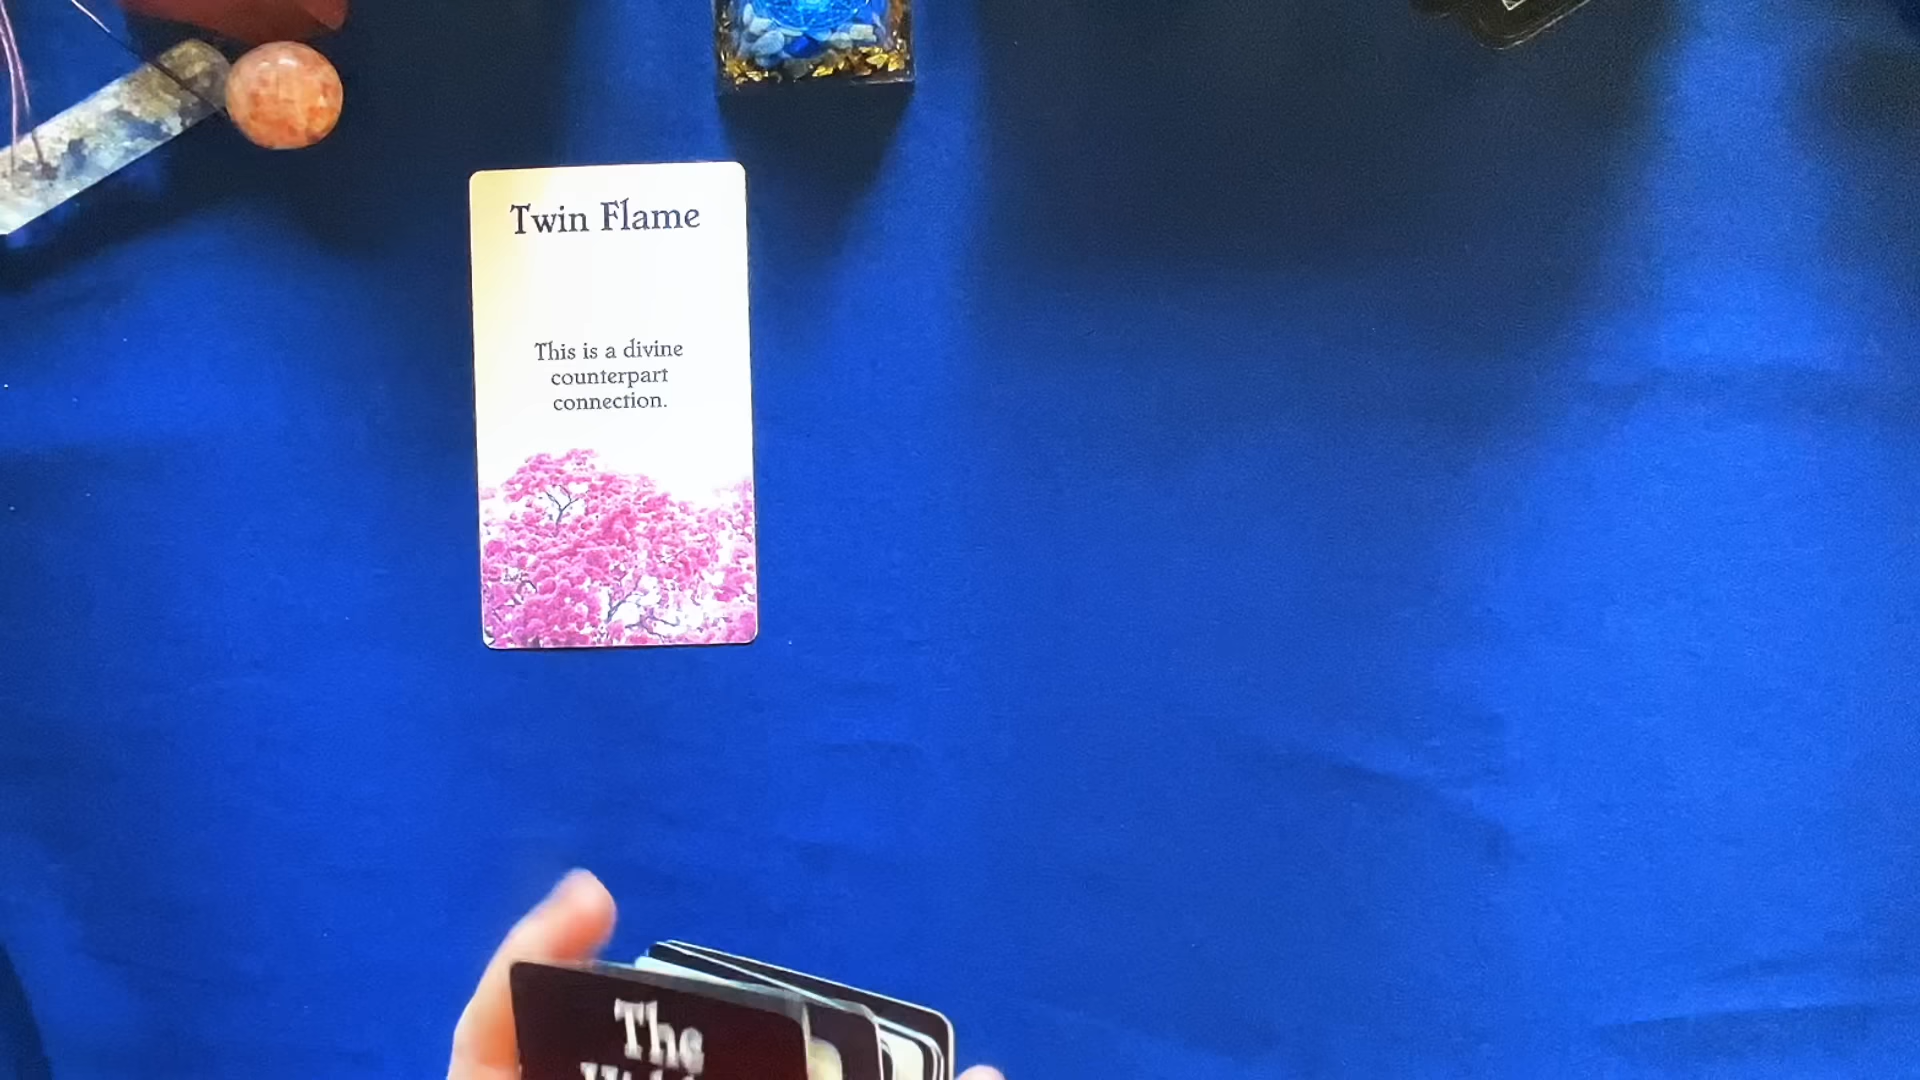 Twin Flame
This is a divine
counterpart
connection.
The